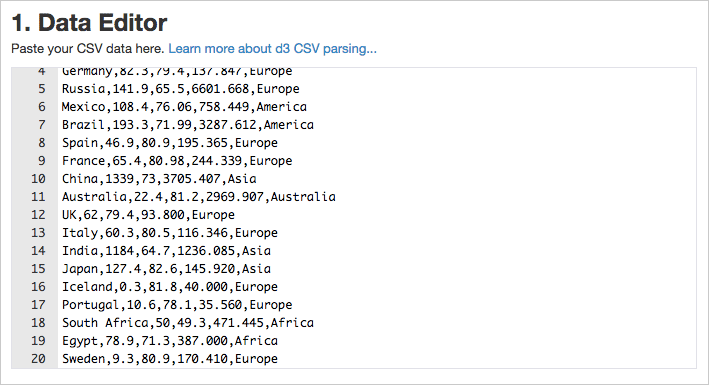 1. Data Editor
Paste your CSV data here. Learn more about d3 CSV parsing...
4 Germany,82.3,79.4,137.847,Europe
5 Russia,141.9,65.5,6601.668,Europe
6 Mexico,108.4,76.06,758.449,America
7 Brazil,193.3,71.99,3287.612,America
8 Spain,46.9,80.9,195.365,Europe
9 France,65.4,80.98,244.339,Europe
10 China,1339,73,3705.407,Asia
11 Australia,22.4,81.2,2969.907,Australia
12 UK,62,79.4,93.800,Europe
13 Italy,60.3,80.5,116.346,Europe
14 India,1184,64.7,1236.085,Asia
15 Japan,127.4,82.6,145.920,Asia
16 Iceland,0.3,81.8,40.000,Europe
17 Portugal,10.6,78.1,35.560,Europe
18 South Africa,50,49.3,471.445,Africa
19 Egypt,78.9,71.3,387.000,Africa
20 Sweden,9.3,80.9,170.410,Europe